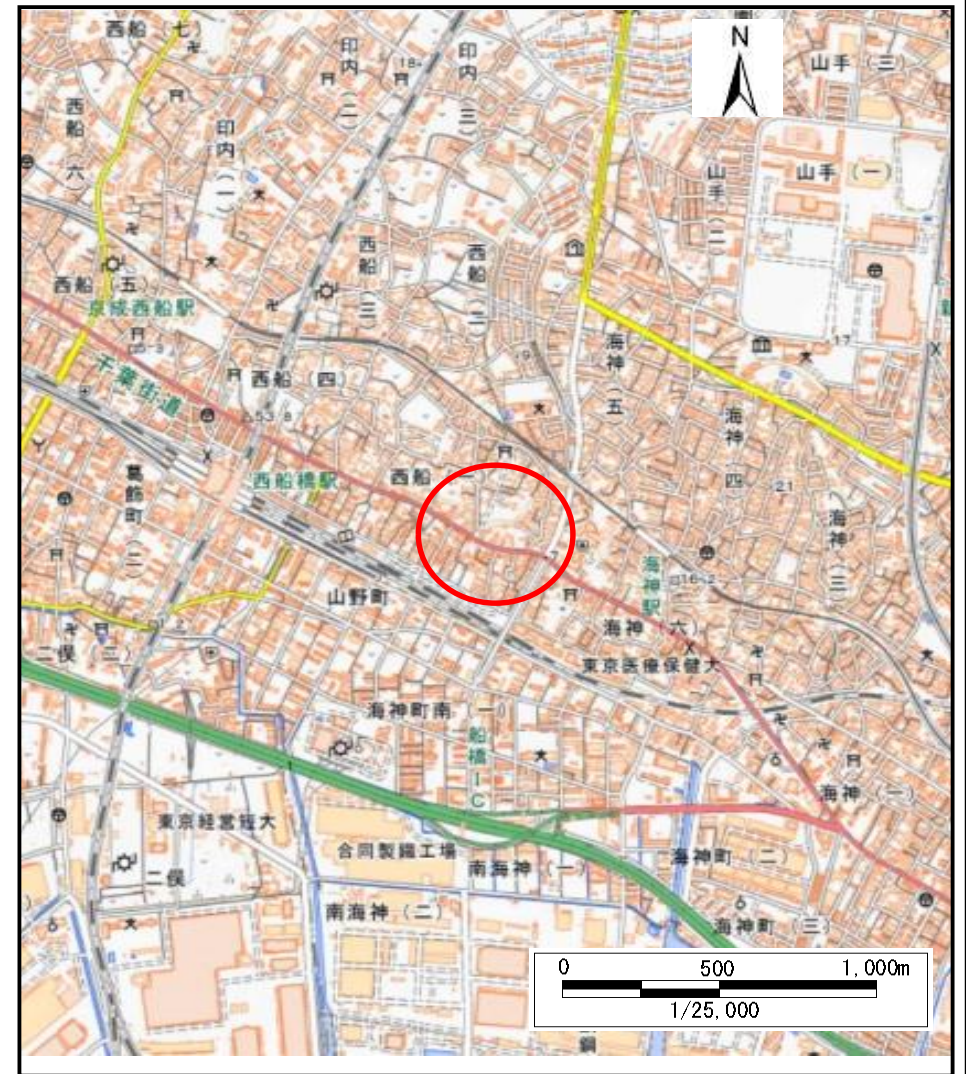 西船（七）
印内（二）
18
印内（三）
N
山手（三）
西船（六）
印内（一）
山手（一）
山手（二）
西船（三）
西船（二）
西船（五）
京成西船駅
海神（五）
17
千葉街道
西船（四）
海神（四）
21
葛飾町（二）
西船橋駅
西船
海神（三）
海神駅
16.2
山野町
海神（六）
二俣（二）
東京医療保健大
海神町南（一）
船橋IC
海神（一）
東京経営短大
合同製鐵工場
南海神（一）
海神町（二）
二俣
南海神（二）
海神町（三）
0 500 1,000m
1/25,000